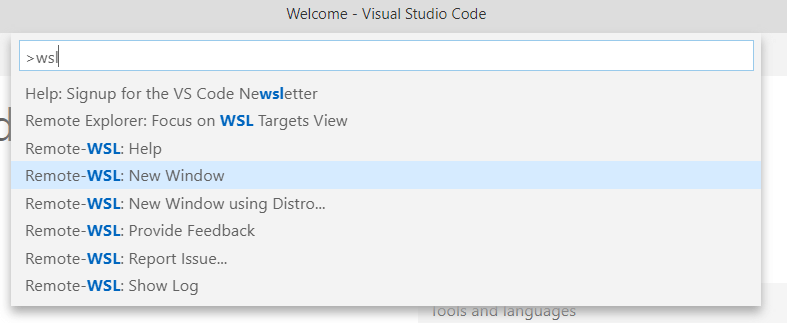 Welcome - Visual Studio Code
>wsl
Help: Signup for the VS Code Newsletter
Remote Explorer: Focus on WSL Targets View
Remote-WSL: Help
Remote-WSL: New Window
Remote-WSL: New Window using Distro...
Remote-WSL: Provide Feedback
Remote-WSL: Report Issue...
Remote-WSL: Show Log
Tools and languages